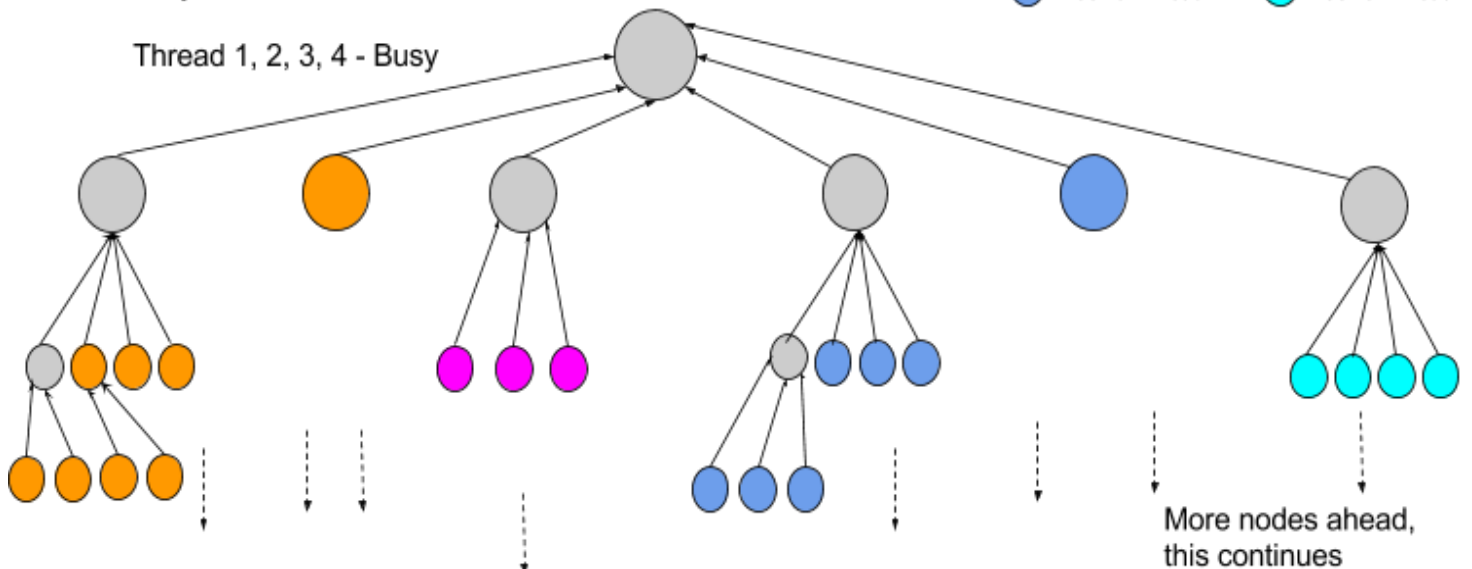 Thread 1, 2, 3, 4 - Busy
More nodes ahead,
this continues